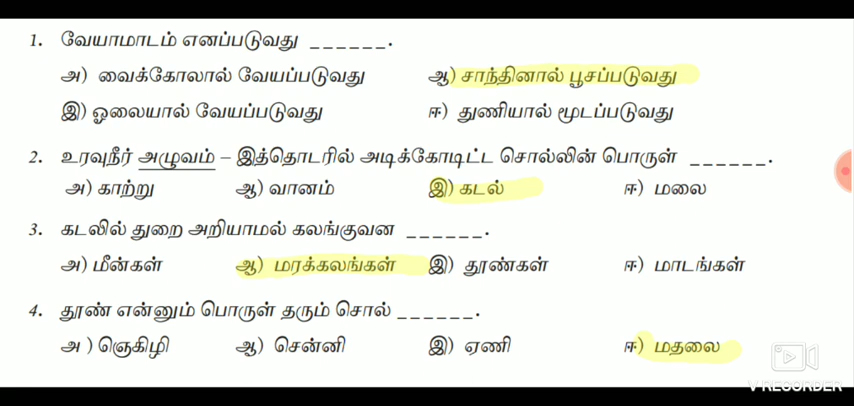 1. வேயாமாடம் எனப்படுவது ______.
அ) வைக்கோலால் வேயப்படுவது ஆ) சாந்தினால் பூசப்படுவது
இ) ஓலையால் வேயப்படுவது ஈ) துணியால் மூடப்படுவது
2. உரவுநீர் அழுவம் – இத்தொடரில் அடிக்கோடிட்ட சொல்லின் பொருள் ______.
அ) காற்று ஆ) வானம் இ) கடல் ஈ) மலை
3. கடலில் துறை அறியாமல் கலங்குவன ______.
அ) மீன்கள் ஆ) மரக்கலங்கள் இ) தூண்கள் ஈ) மாடங்கள்
4. தூண் என்னும் பொருள் தரும் சொல் ______.
அ ) ஞெகிழி ஆ) சென்னி இ) ஏணி ஈ) மதலை
V RECORDER